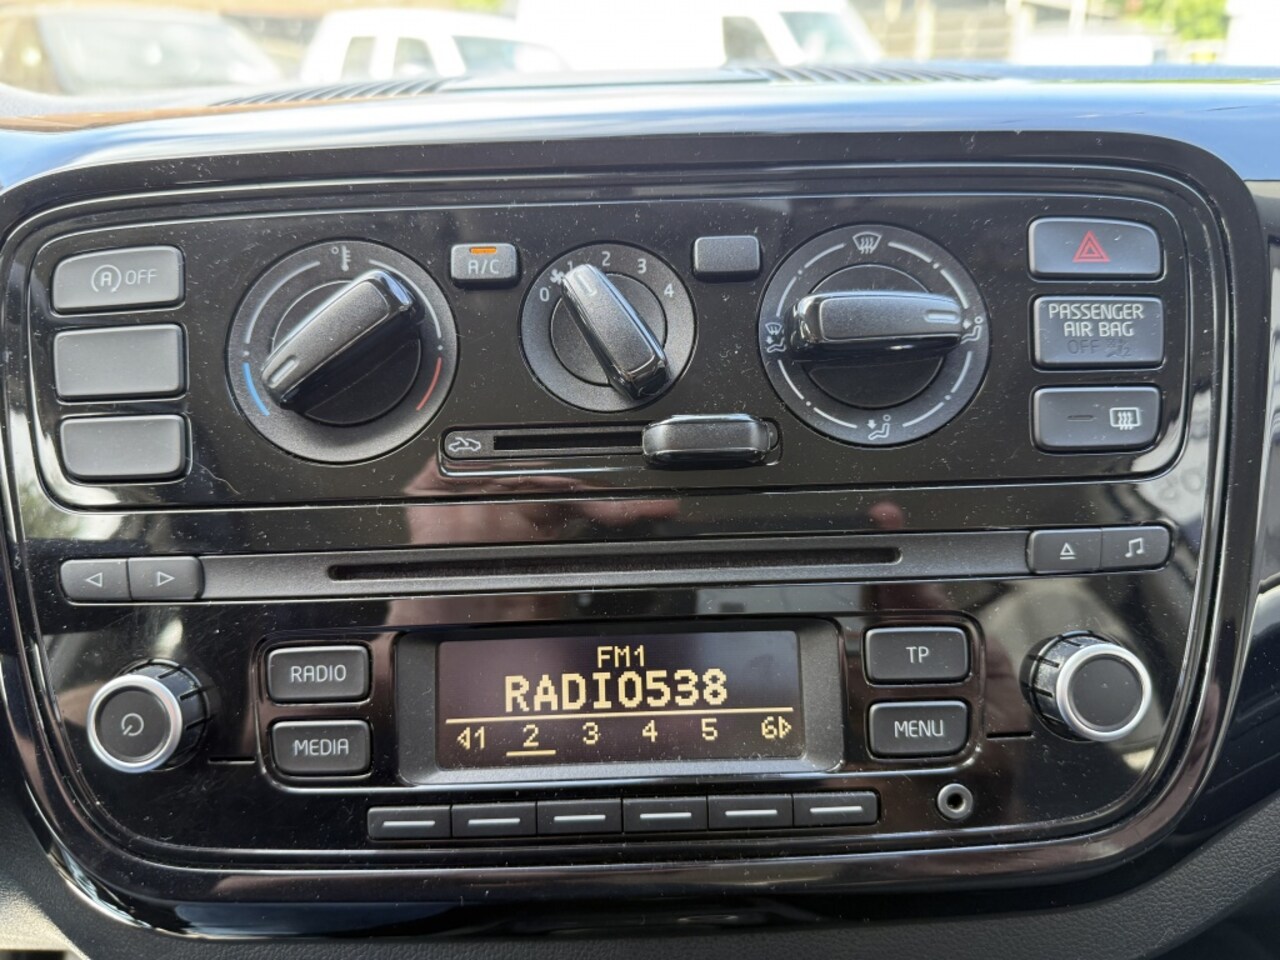 A OFF
A/C
0 1 2 3 4
PASSENGER
AIR BAG
OFF 2
RADIO
MEDIA
FM1
RADIO538
1 2 3 4 5 6
TP
MENU